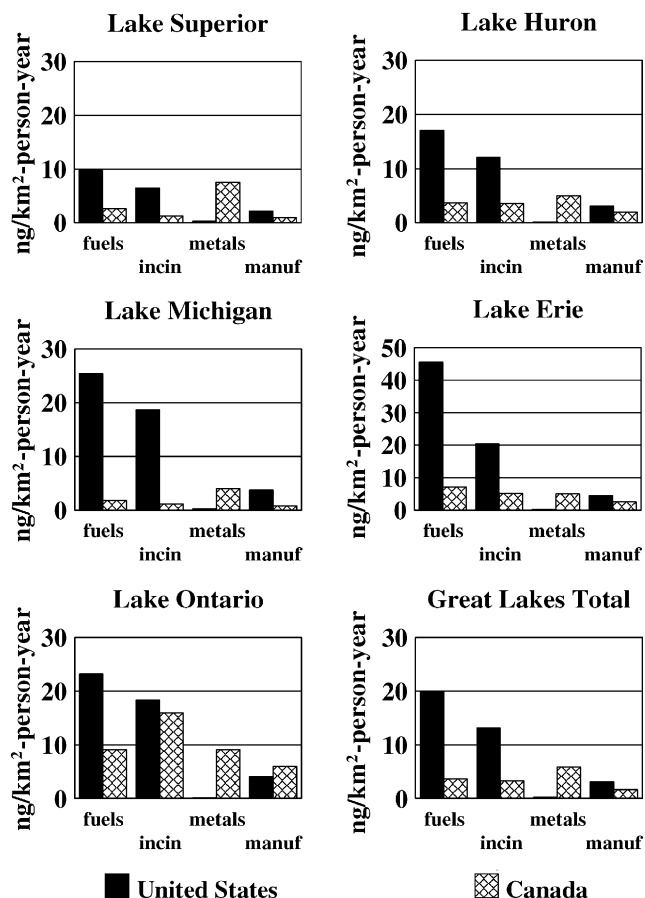 Lake Superior
ng/km²-person-year
30
20
10
0
fuels
incin
metals
manuf
Lake Huron
ng/km²-person-year
30
20
10
0
fuels
incin
metals
manuf
Lake Michigan
ng/km²-person-year
30
20
10
0
fuels
incin
metals
manuf
Lake Erie
ng/km²-person-year
50
40
30
20
10
0
fuels
incin
metals
manuf
Lake Ontario
ng/km²-person-year
30
20
10
0
fuels
incin
metals
manuf
Great Lakes Total
ng/km²-person-year
30
20
10
0
fuels
incin
metals
manuf
United States
Canada